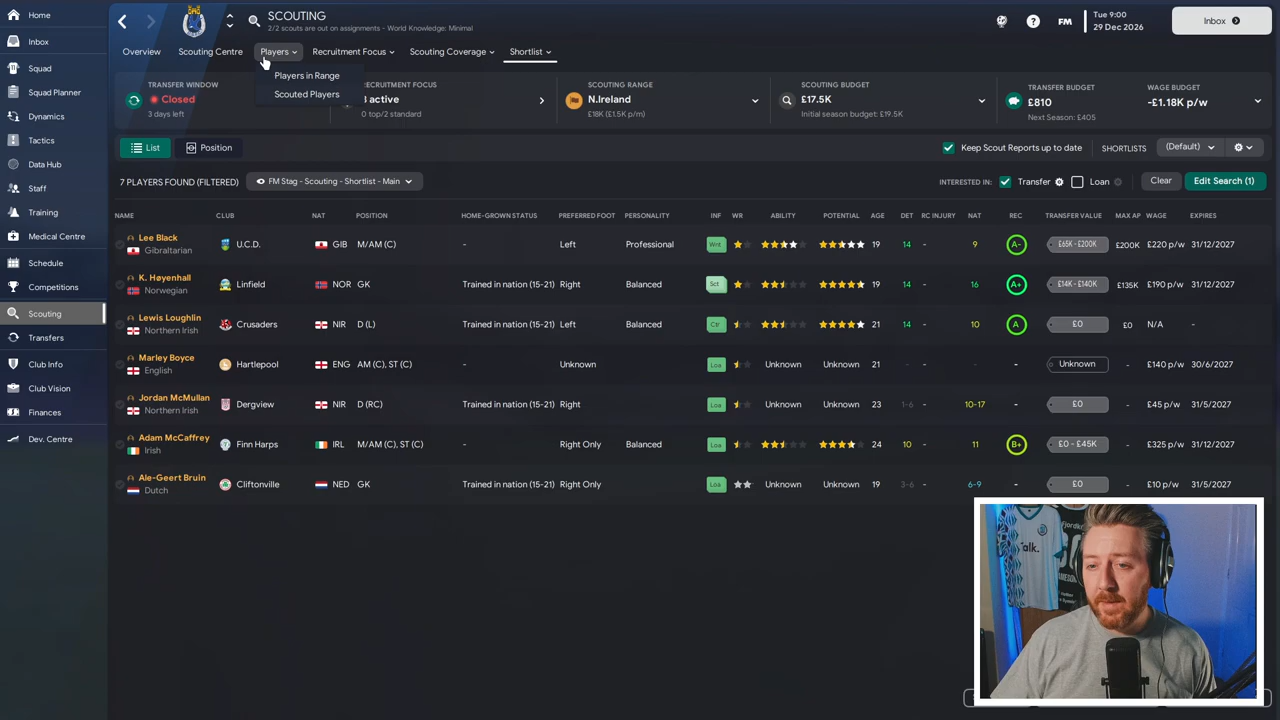 SCOUTING
2/2 scouts are out on assignments - World Knowledge: Minimal
FM
Tue 9:00
29 Dec 2026
Inbox
Home
Inbox
Squad
Squad Planner
Dynamics
Tactics
Data Hub
Staff
Training
Medical Centre
Schedule
Competitions
Scouting
Transfers
Club Info
Club Vision
Finances
Dev. Centre
Overview
Scouting Centre
Players
Recruitment Focus
Scouting Coverage
Shortlist
Players in Range
Scouted Players
TRANSFER WINDOW
Closed
3 days left
RECRUITMENT FOCUS
3 active
0 top/2 standard
SCOUTING RANGE
N.Ireland
£18K (£1.5K p/m)
SCOUTING BUDGET
£17.5K
Initial season budget: £19.5K
TRANSFER BUDGET
£810
Next Season: £405
WAGE BUDGET
-£1.18K p/w
List
Position
Keep Scout Reports up to date
SHORTLISTS
(Default)
7 PLAYERS FOUND (FILTERED)
FM Stag - Scouting - Shortlist - Main
INTERESTED IN:
Transfer
Loan
Clear
Edit Search (1)
NAME CLUB NAT POSITION HOME-GROWN STATUS PREFERRED FOOT PERSONALITY INF WR ABILITY POTENTIAL AGE DET RC INJURY NAT REC TRANSFER VALUE MAX AP WAGE EXPIRES
Lee Black U.C.D. GIB M/AM (C) - Left Professional Wnt 19 14 - 9 A- £65K - £200K £200K £220 p/w 31/12/2027
Gibraltarian
K. Høyenhall Linfield NOR GK Trained in nation (15-21) Right Balanced Sct 19 14 - 16 A+ £14K - £140K £135K £190 p/w 31/12/2027
Norwegian
Lewis Loughlin Crusaders NIR D (L) Trained in nation (15-21) Left Balanced Ctr 21 14 - 10 A £0 £0 N/A -
Northern Irish
Marley Boyce Hartlepool ENG AM (C), ST (C) - Unknown Loa Unknown Unknown 21 - - - - Unknown - £140 p/w 30/6/2027
English
Jordan McMullan Dergview NIR D (RC) Trained in nation (15-21) Right Loa Unknown Unknown 23 1-6 - 10-17 - £0 - £45 p/w 31/5/2027
Northern Irish
Adam McCaffrey Finn Harps IRL M/AM (C), ST (C) - Right Only Balanced Loa 24 10 - 11 B+ £0 - £45K - £325 p/w 31/12/2027
Irish
Ale-Geert Bruin Cliftonville NED GK Trained in nation (15-21) Right Only Loa Unknown Unknown 19 3-6 - 6-9 - £0 - £10 p/w 31/5/2027
Dutch
Talk.